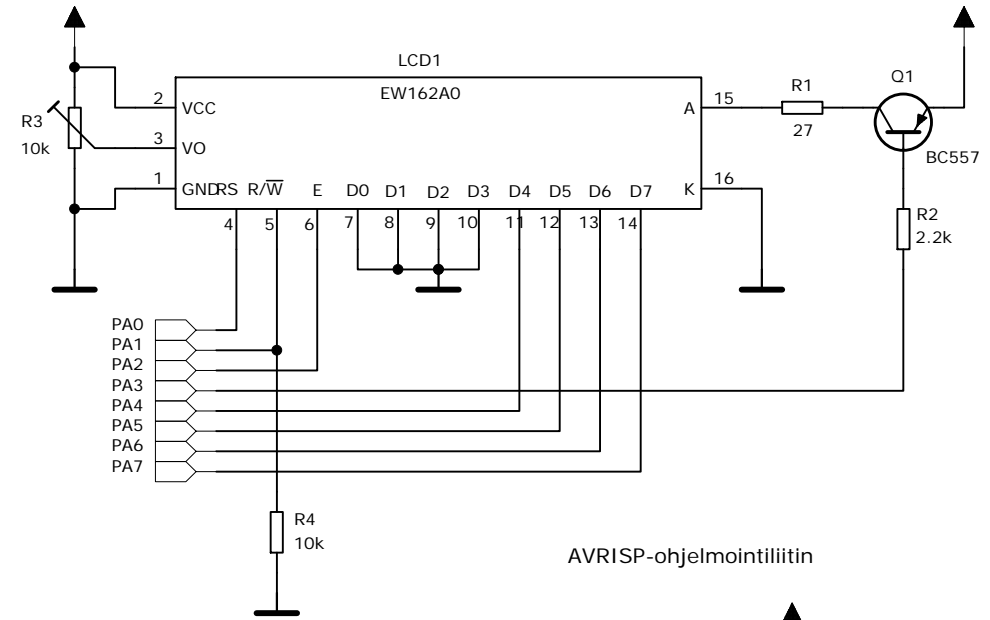 LCD1
EW162A0
R3
10k
2 VCC
3 VO
1 GND
RS R/W E D0 D1 D2 D3 D4 D5 D6 D7
4 5 6 7 8 9 10 11 12 13 14
A 15
K 16
R1
27
Q1
BC557
R2
2.2k
PA0
PA1
PA2
PA3
PA4
PA5
PA6
PA7
R4
10k
AVRISP-ohjelmointiliitin